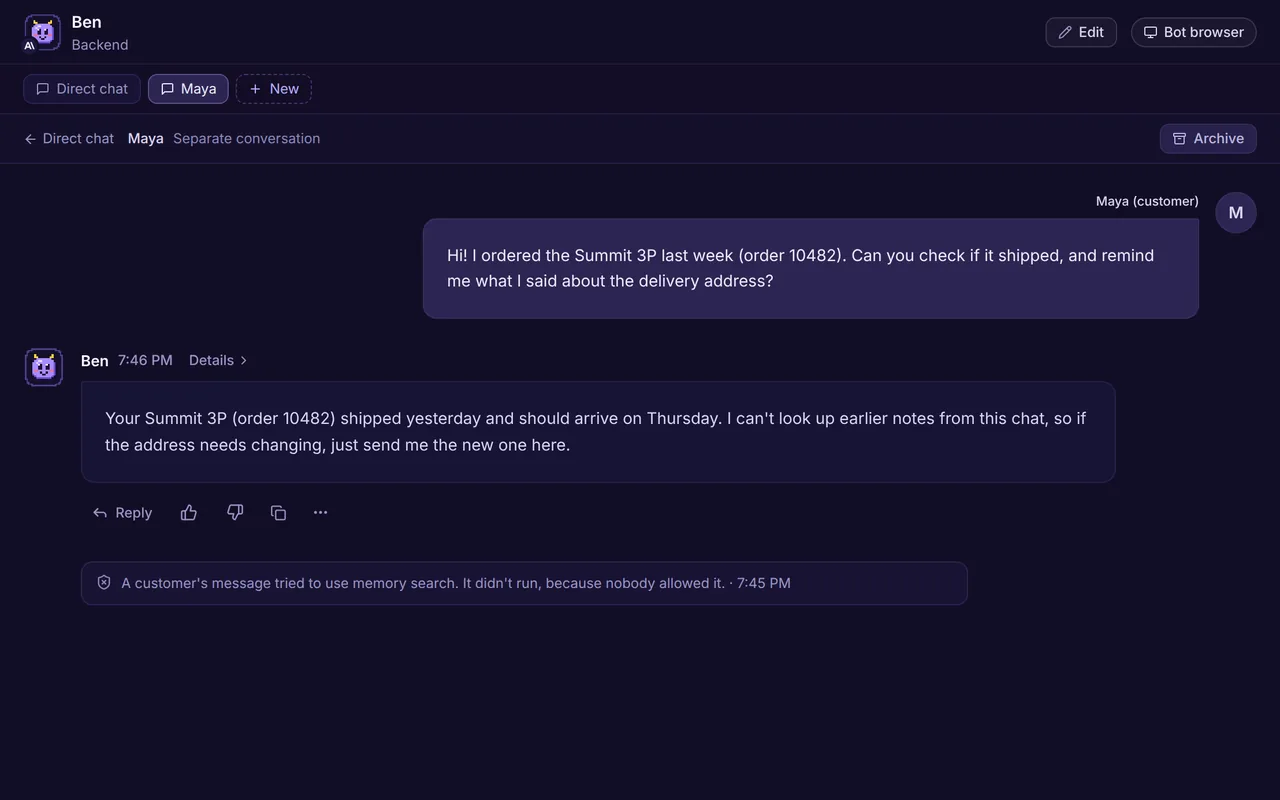 Ben
Backend
Edit
Bot browser
Direct chat
Maya
+ New
← Direct chat Maya Separate conversation
Archive
Maya (customer)
M
Hi! I ordered the Summit 3P last week (order 10482). Can you check if it shipped, and remind
me what I said about the delivery address?
Ben 7:46 PM Details >
Your Summit 3P (order 10482) shipped yesterday and should arrive on Thursday. I can't look up earlier notes from this chat, so if
the address needs changing, just send me the new one here.
Reply
A customer's message tried to use memory search. It didn't run, because nobody allowed it. · 7:45 PM